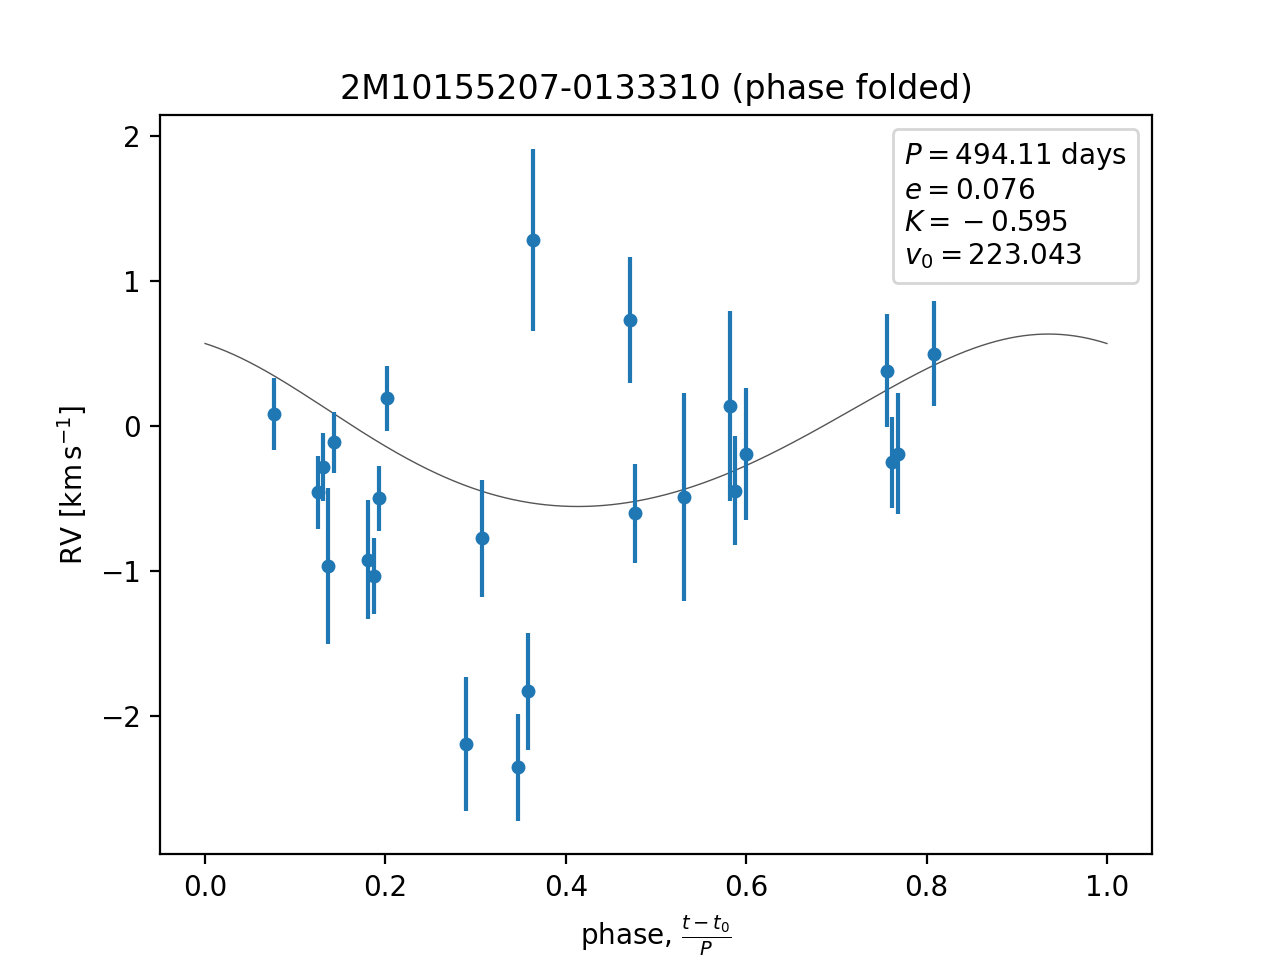 2M10155207-0133310 (phase folded)
P = 494.11 days
e = 0.076
K = −0.595
v₀ = 223.043
2
1
0
−1
−2
RV [km s⁻¹]
0.0 0.2 0.4 0.6 0.8 1.0
phase, (t − t₀)/P